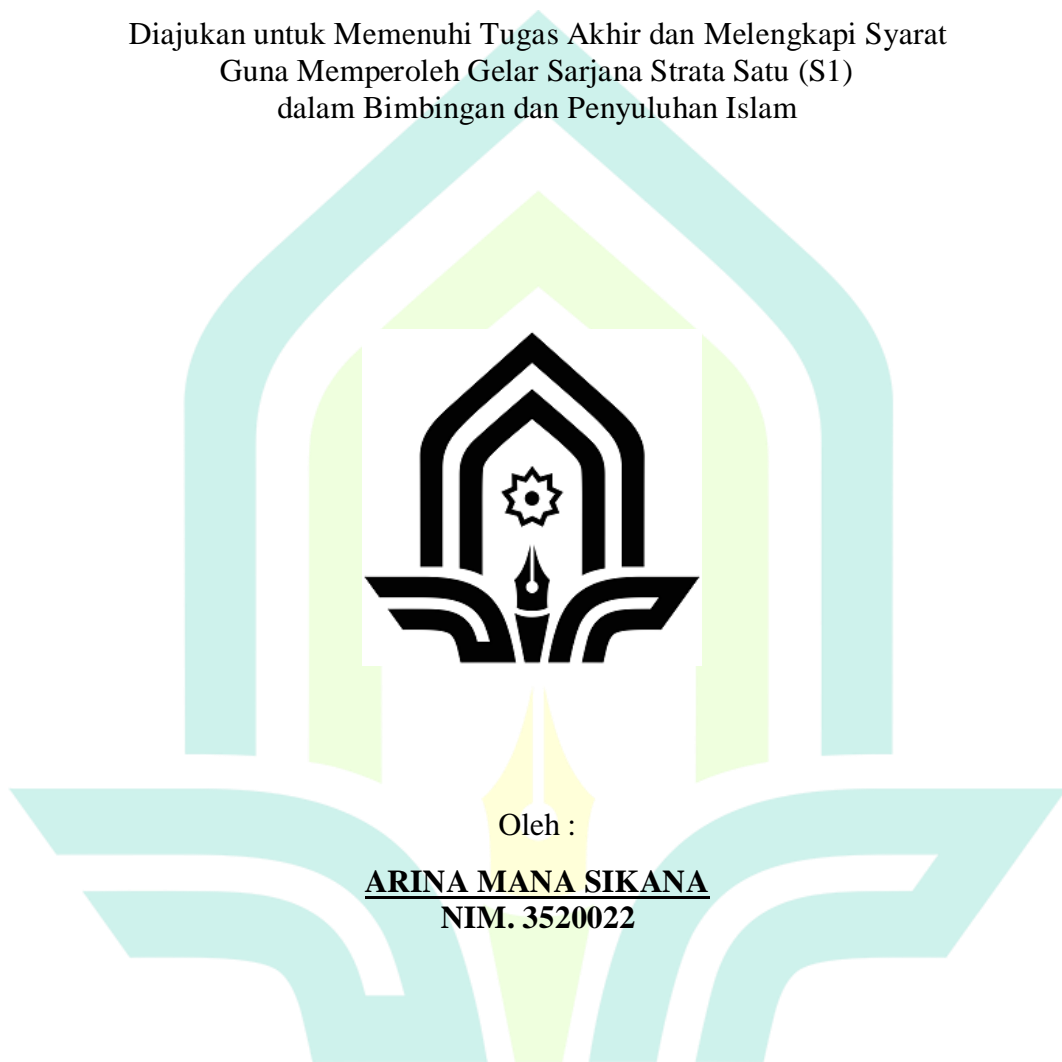 Diajukan untuk Memenuhi Tugas Akhir dan Melengkapi Syarat
Guna Memperoleh Gelar Sarjana Strata Satu (S1)
dalam Bimbingan dan Penyuluhan Islam
Oleh :
ARINA MANA SIKANA
NIM. 3520022